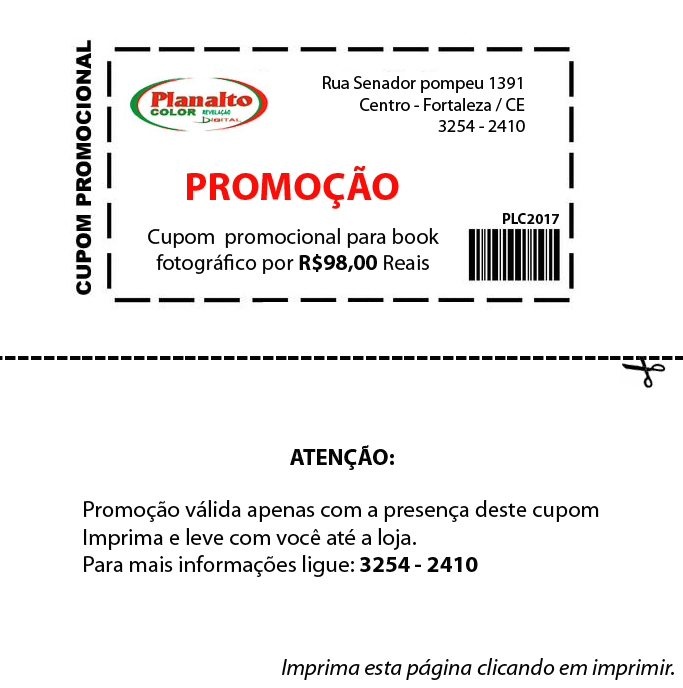 CUPOM PROMOCIONAL
Planalto
COLOR REVELAÇÃO
DIGITAL
Rua Senador pompeu 1391
Centro - Fortaleza / CE
3254 - 2410
PROMOÇÃO
PLC2017
Cupom promocional para book
fotográfico por R$98,00 Reais
ATENÇÃO:
Promoção válida apenas com a presença deste cupom
Imprima e leve com você até a loja.
Para mais informações ligue: 3254 - 2410
Imprima esta página clicando em imprimir.